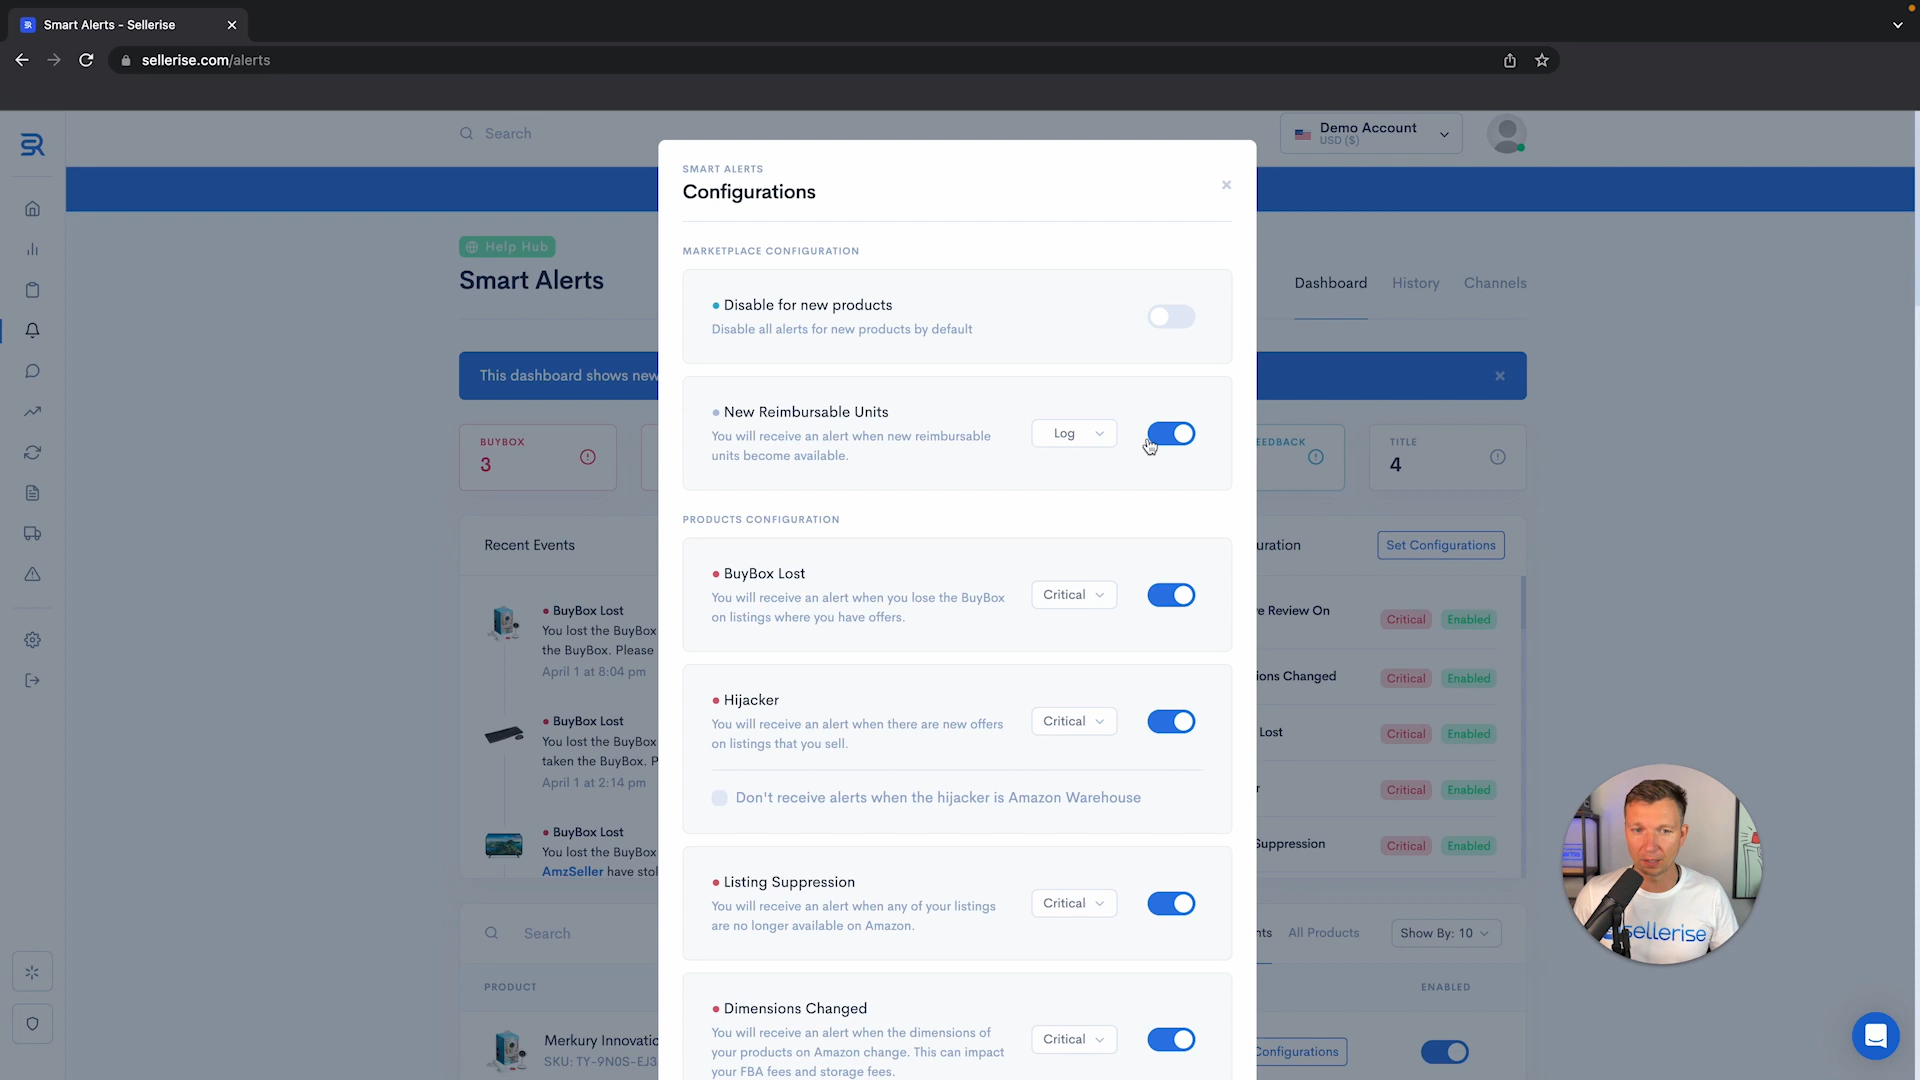 Smart Alerts - Sellerise
sellerise.com/alerts
Search
Demo Account
USD ($)
SMART ALERTS
Configurations
MARKETPLACE CONFIGURATION
Disable for new products
Disable all alerts for new products by default
New Reimbursable Units
You will receive an alert when new reimbursable
units become available.
Log
PRODUCTS CONFIGURATION
BuyBox Lost
You will receive an alert when you lose the BuyBox
on listings where you have offers.
Critical
Hijacker
You will receive an alert when there are new offers
on listings that you sell.
Critical
Don't receive alerts when the hijacker is Amazon Warehouse
Listing Suppression
You will receive an alert when any of your listings
are no longer available on Amazon.
Critical
Dimensions Changed
You will receive an alert when the dimensions of
your products on Amazon change. This can impact
your FBA fees and storage fees.
Critical
Help Hub
Smart Alerts
Dashboard History Channels
This dashboard shows new
BUYBOX
3
EEDBACK
TITLE
4
Recent Events
BuyBox Lost
You lost the BuyBox
the BuyBox. Please
April 1 at 8:04 pm
BuyBox Lost
You lost the BuyBox
taken the BuyBox. P
April 1 at 2:14 pm
BuyBox Lost
You lost the BuyBox
AmzSeller have stol
uration
Set Configurations
e Review On
Critical Enabled
ions Changed
Critical Enabled
Lost
Critical Enabled
r
Critical Enabled
Suppression
Critical Enabled
Search
nts All Products Show By: 10
PRODUCT
ENABLED
Merkury Innovatio
SKU: TY-9N0S-EJ3
Configurations
sellerise